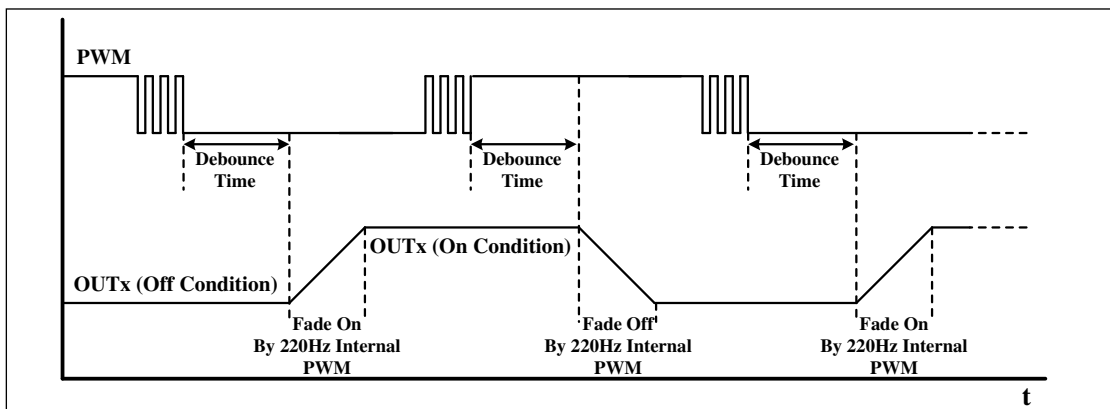 PWM
Debounce
Time
Debounce
Time
Debounce
Time
OUTx (On Condition)
OUTx (Off Condition)
Fade On
By 220Hz Internal
PWM
Fade Off
By 220Hz Internal
PWM
Fade On
By 220Hz Internal
PWM
t